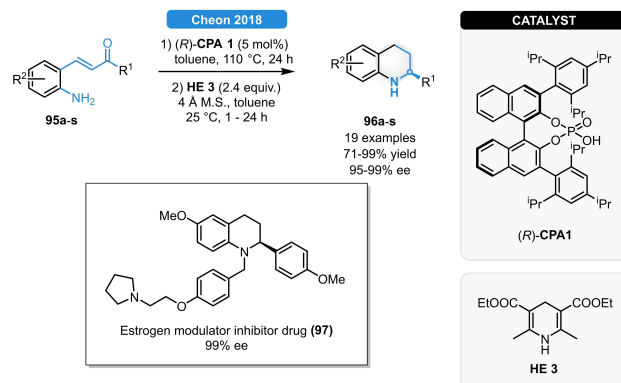 Cheon 2018
1) (R)-CPA 1 (5 mol%)
toluene, 110 °C, 24 h
2) HE 3 (2.4 equiv.)
4 Å M.S., toluene
25 °C, 1 - 24 h
R2
O
R1
NH2
95a-s
R2
N
H
R1
96a-s
19 examples
71-99% yield
95-99% ee
MeO
N
OMe
N
O
Estrogen modulator inhibitor drug (97)
99% ee
CATALYST
iPr
iPr
iPr
O
P
O
OH
O
iPr
iPr
iPr
(R)-CPA1
EtOOC
COOEt
N
H
HE 3